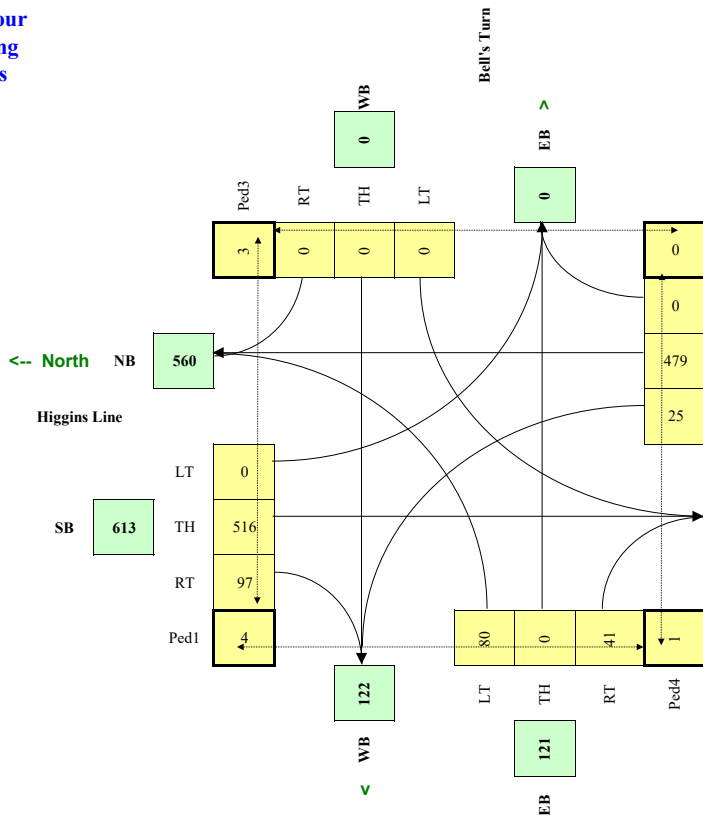 our
ng
s
Bell's Turn
WB
^
0
EB
Ped3
RT
TH
LT
0
3
0
0
0
0
0
<-- North
NB
560
479
Higgins Line
25
LT
0
SB
613
TH
516
RT
97
Ped1
4
80
0
41
1
122
LT
TH
RT
Ped4
WB
121
v
EB